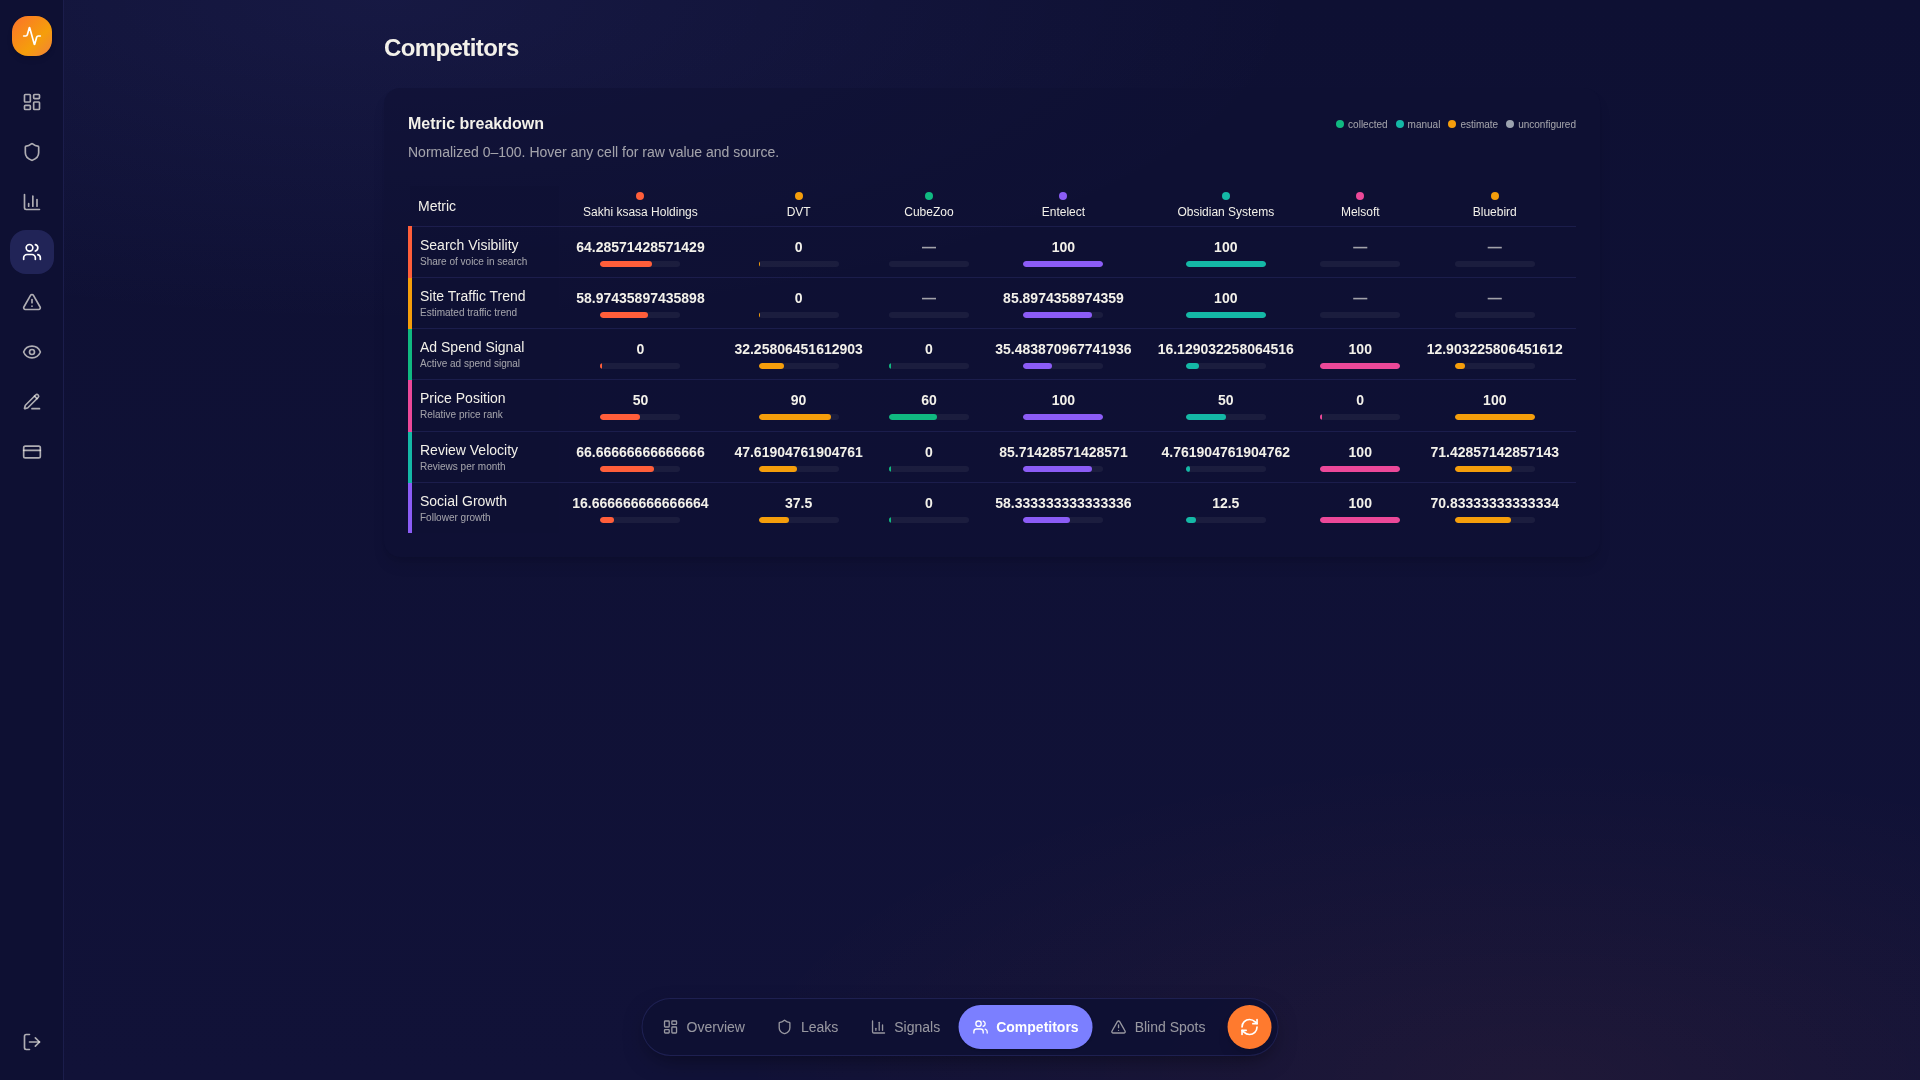 Competitors
Metric breakdown
collected manual estimate unconfigured
Normalized 0–100. Hover any cell for raw value and source.
Metric Sakhi ksasa Holdings DVT CubeZoo Entelect Obsidian Systems Melsoft Bluebird
Search Visibility 64.28571428571429 0 — 100 100 — —
Share of voice in search
Site Traffic Trend 58.97435897435898 0 — 85.8974358974359 100 — —
Estimated traffic trend
Ad Spend Signal 0 32.25806451612903 0 35.483870967741936 16.129032258064516 100 12.903225806451612
Active ad spend signal
Price Position 50 90 60 100 50 0 100
Relative price rank
Review Velocity 66.66666666666666 47.61904761904761 0 85.71428571428571 4.761904761904762 100 71.42857142857143
Reviews per month
Social Growth 16.666666666666664 37.5 0 58.333333333333336 12.5 100 70.83333333333334
Follower growth
Overview Leaks Signals Competitors Blind Spots